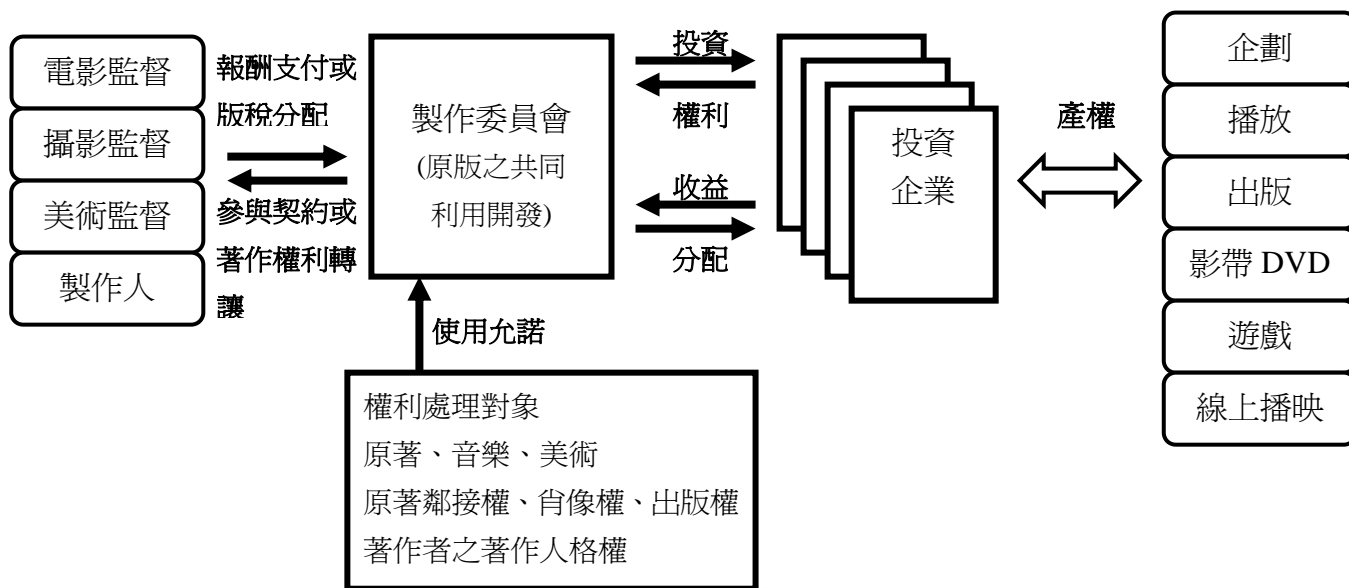 電影監督
攝影監督
美術監督
製作人
報酬支付或
版稅分配
參與契約或
著作權利轉
讓
製作委員會
(原版之共同
利用開發)
投資
權利
收益
分配
投資
企業
產權
企劃
播放
出版
影帶 DVD
遊戲
線上播映
使用允諾
權利處理對象
原著、音樂、美術
原著鄰接權、肖像權、出版權
著作者之著作人格權